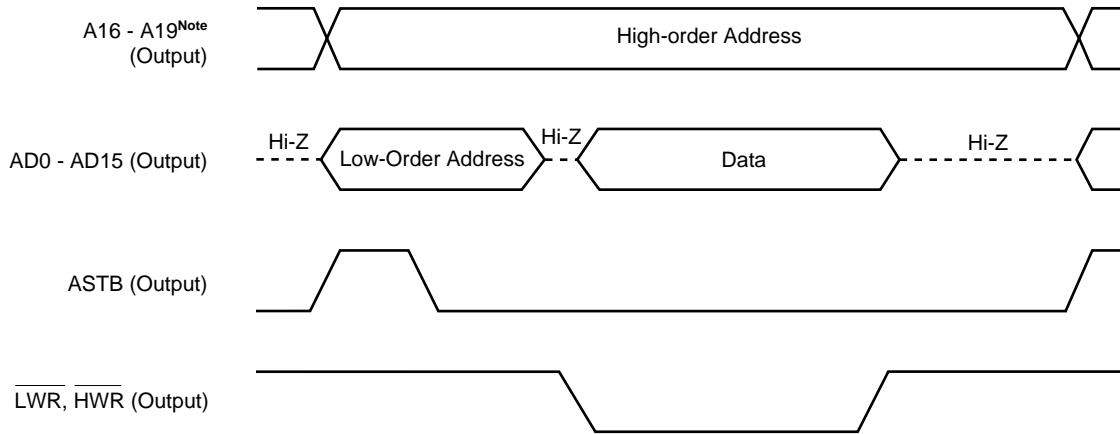 A16 - A19Note
(Output)
High-order Address
Hi-Z
Hi-Z
Hi-Z
AD0 - AD15 (Output)
Low-Order Address
Data
ASTB (Output)
LWR, HWR (Output)